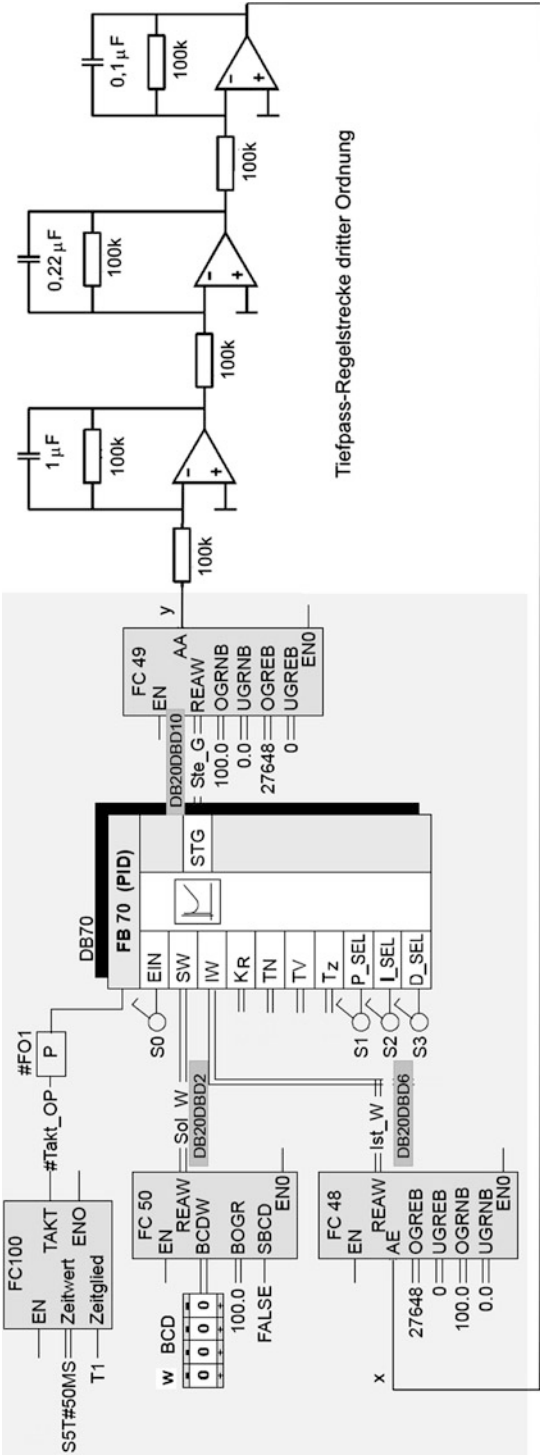 FC100
EN
S5T#50MS
Zeitwert
TAKT
T1
Zeitglied
ENO
#Takt_OP
#FO1
P
DB70
FB 70 (PID)
S0
EIN
SW
IW
KR
TN
TV
TZ
S1
P_SEL
S2
I_SEL
S3
D_SEL
STG
FC 50
EN
REAW
Sol_W
DB20DBD2
w
BCD
0 0 0 0
BCDW
100.0
BOGR
FALSE
SBCD
EN0
FC 48
EN
REAW
Ist_W
DB20DBD6
x
AE
27648
OGREB
0
UGREB
100.0
OGRNB
0.0
UGRNB
EN0
FC 49
EN
AA
y
DB20DBD10
Ste_G
REAW
100.0
OGRNB
0.0
UGRNB
27648
OGREB
0
UGREB
EN0
100k
1 µF
100k
100k
0,22 µF
100k
100k
0,1 µF
100k
Tiefpass-Regelstrecke dritter Ordnung